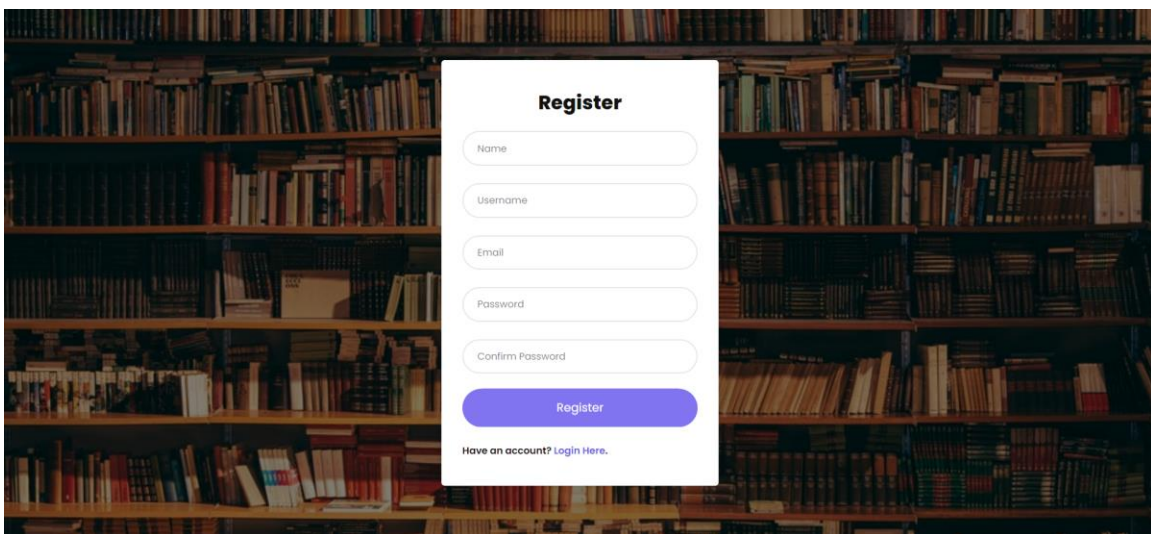 Register
Name
Username
Email
Password
Confirm Password
Register
Have an account? Login Here.